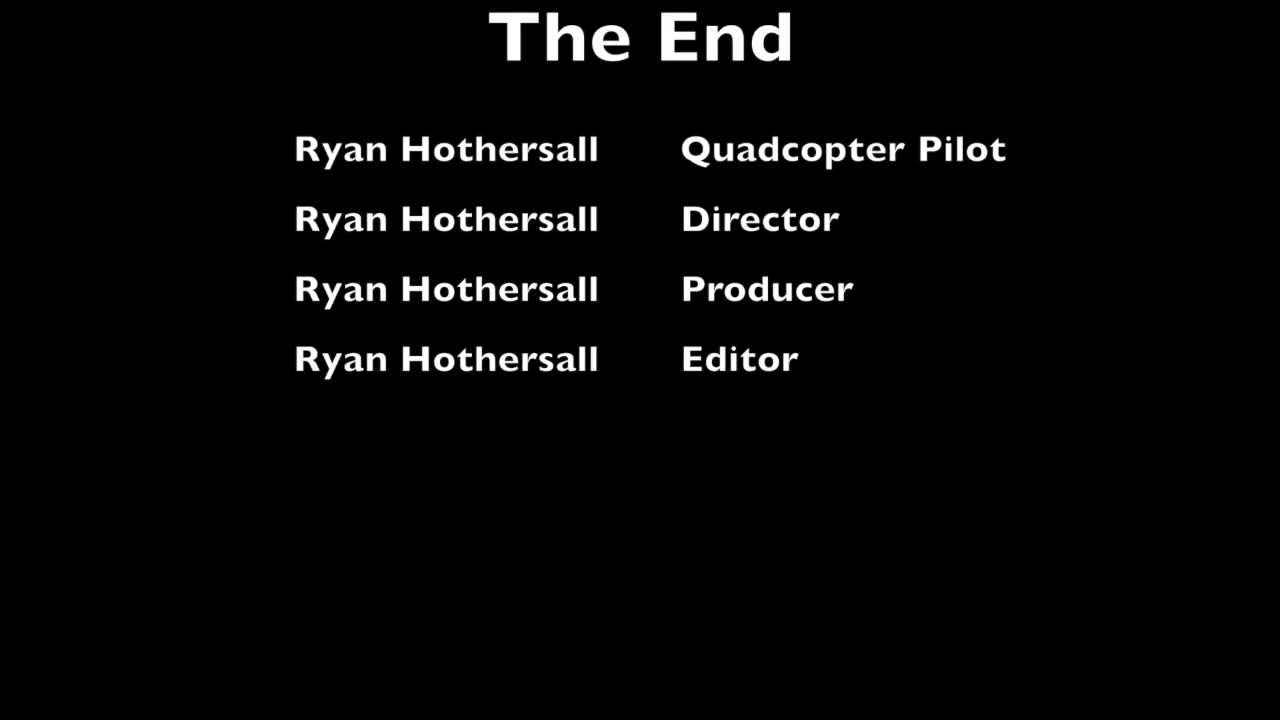 The End
Ryan Hothersall Quadcopter Pilot
Ryan Hothersall Director
Ryan Hothersall Producer
Ryan Hothersall Editor